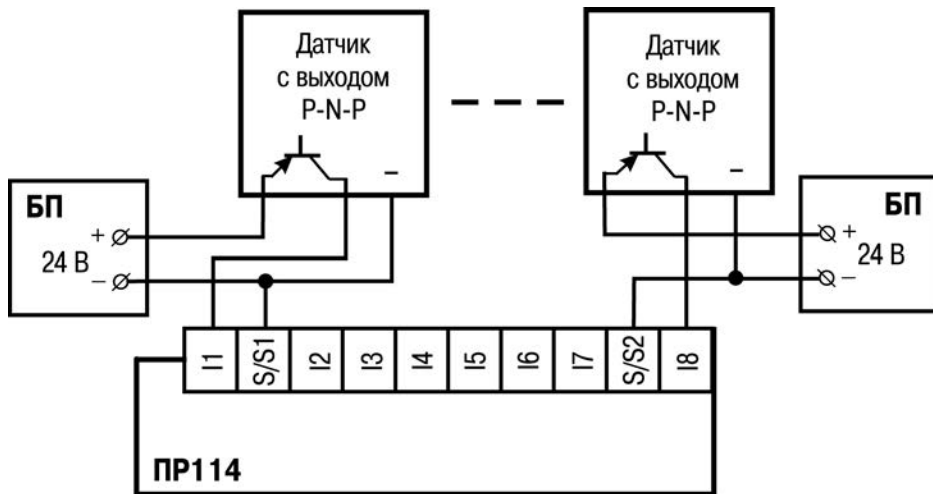 Датчик
с выходом
P-N-P
Датчик
с выходом
P-N-P
–
–
БП
+
24 В
–
БП
+
24 В
–
I1
S/S1
I2
I3
I4
I5
I6
I7
S/S2
I8
ПР114